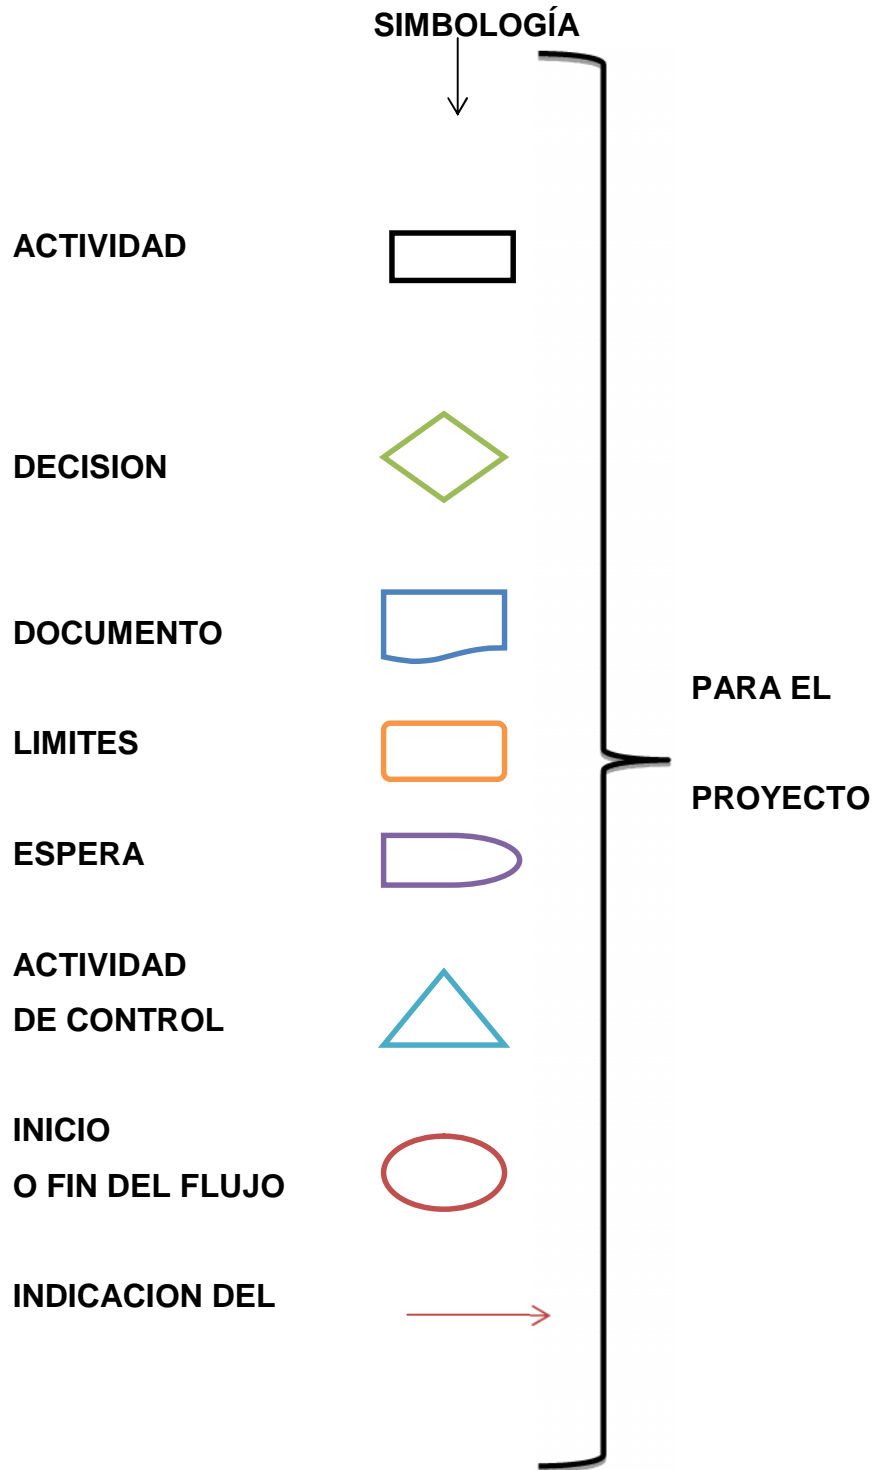 SIMBOLOGÍA
ACTIVIDAD
DECISION
DOCUMENTO
LIMITES
ESPERA
ACTIVIDAD
DE CONTROL
INICIO
O FIN DEL FLUJO
INDICACION DEL
PARA EL
PROYECTO